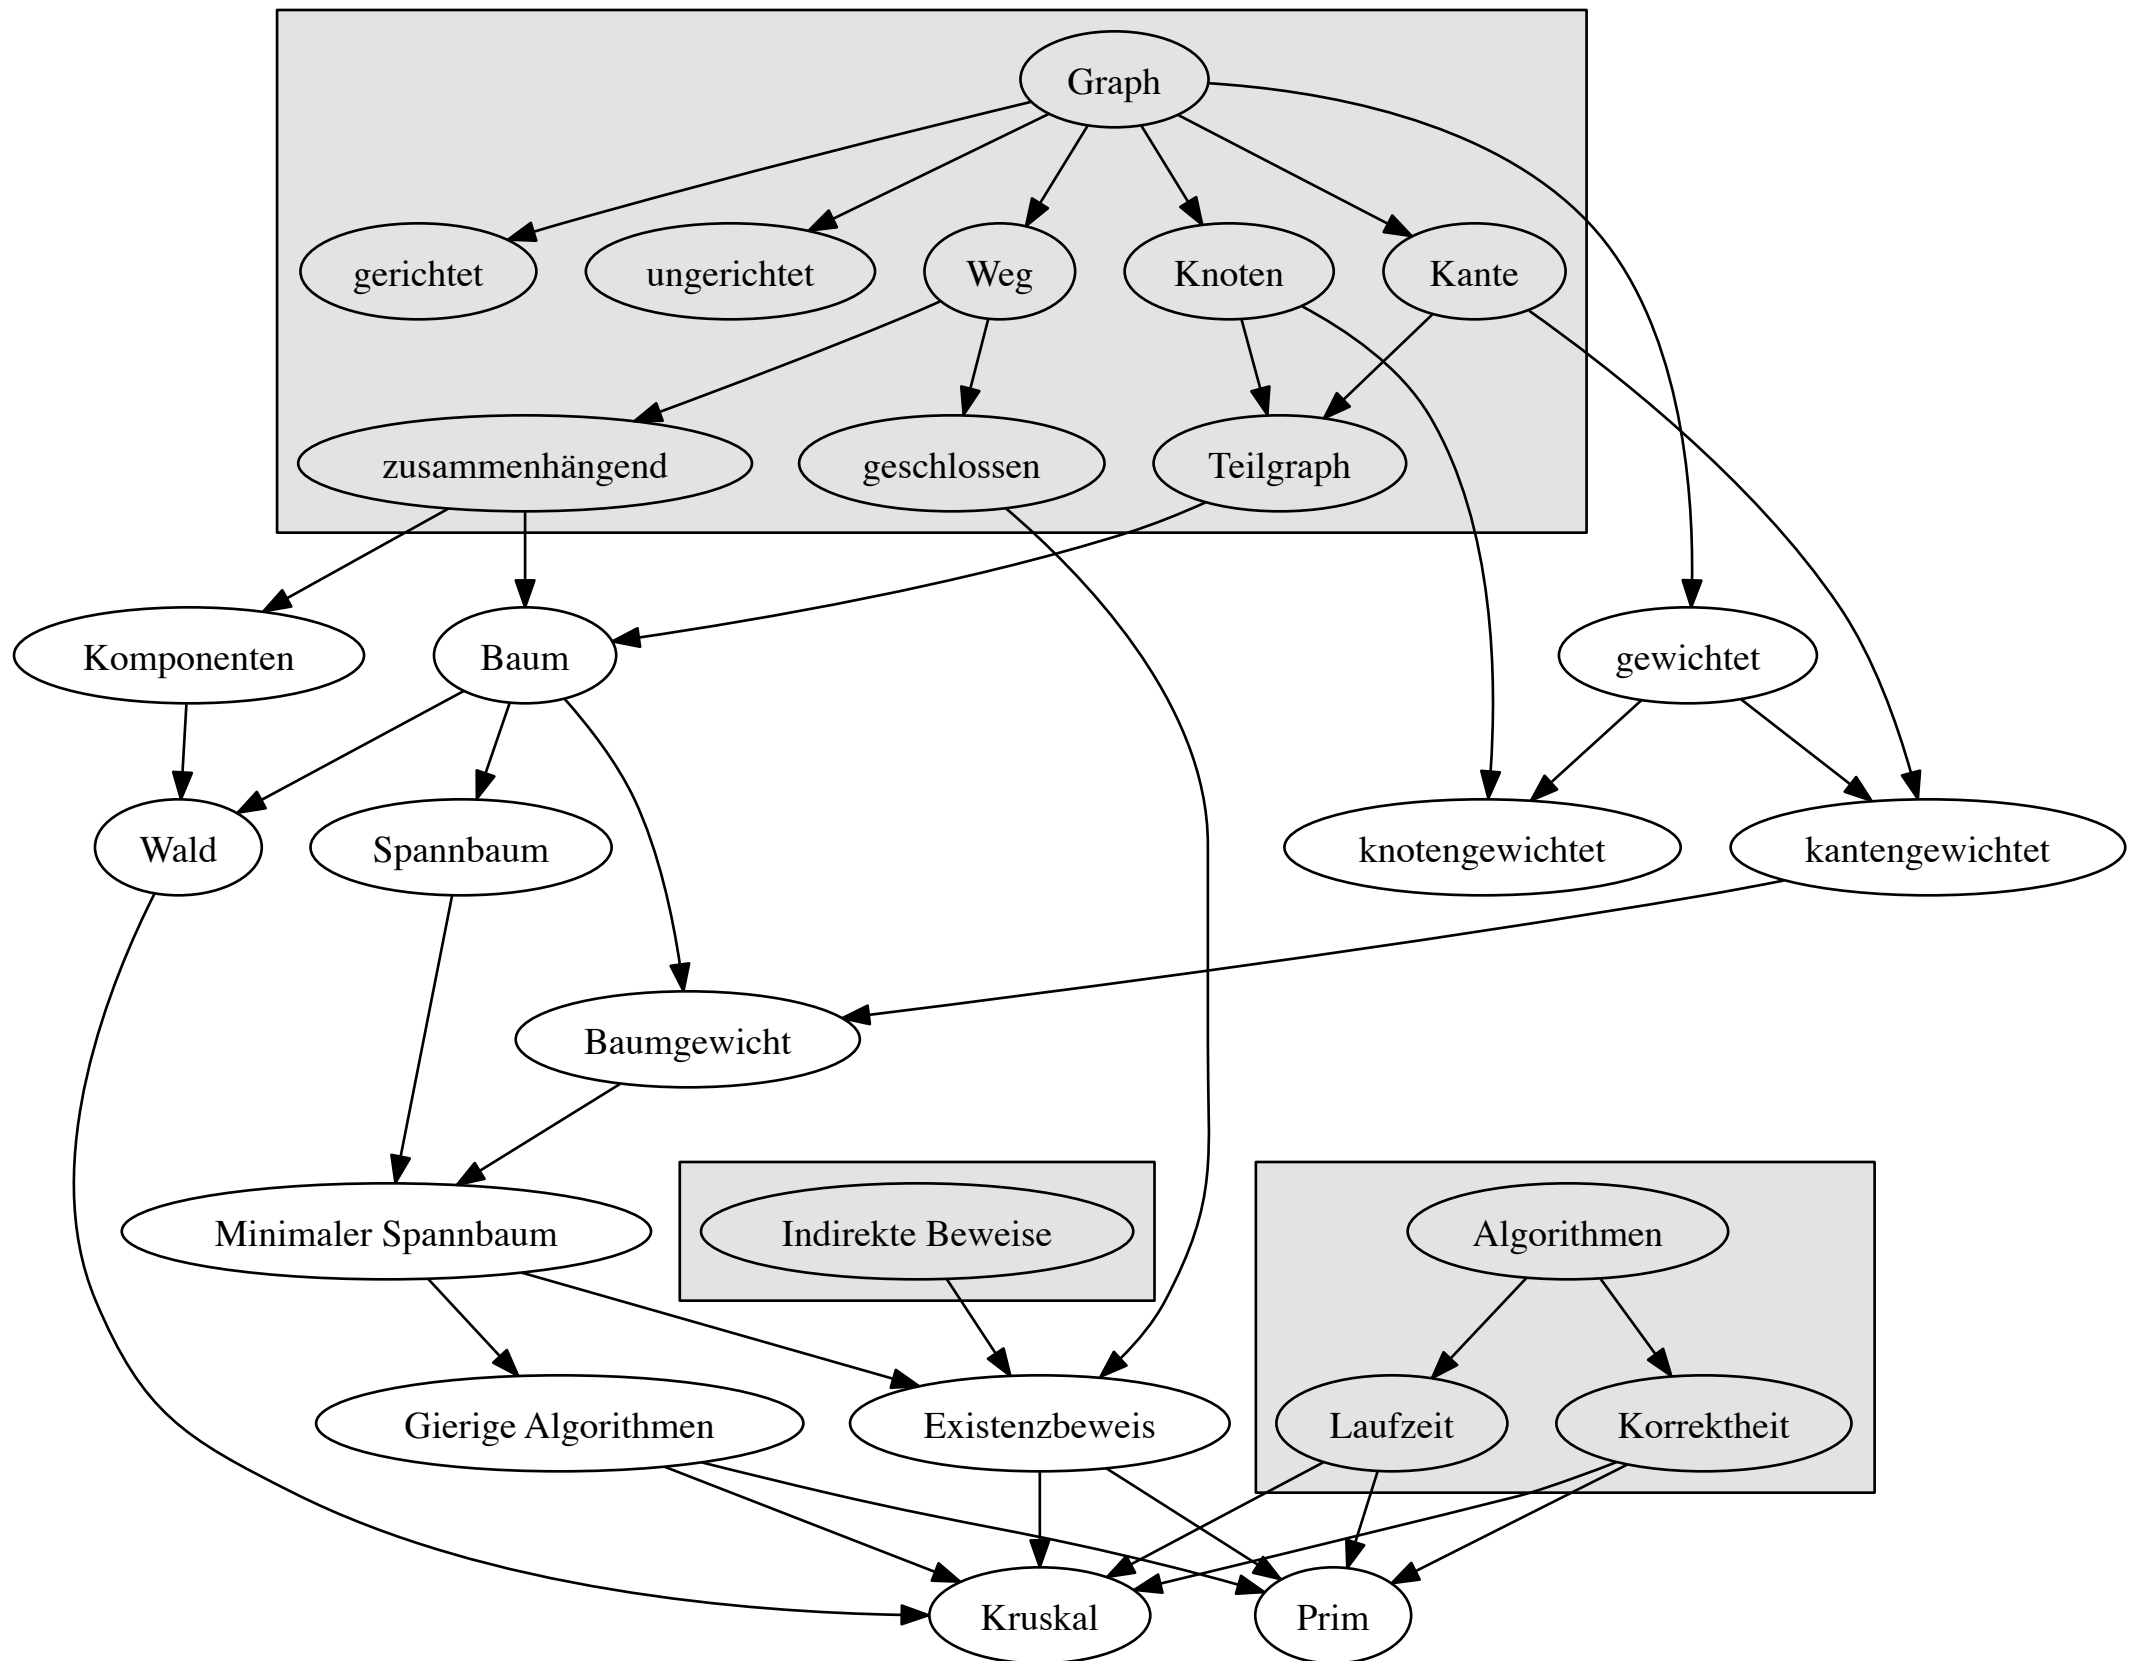 Graph
gerichtet
ungerichtet
Weg
Knoten
Kante
zusammenhängend
geschlossen
Teilgraph
Komponenten
Baum
gewichtet
Wald
Spannbaum
knotengewichtet
kantengewichtet
Baumgewicht
Minimaler Spannbaum
Indirekte Beweise
Algorithmen
Gierige Algorithmen
Existenzbeweis
Laufzeit
Korrektheit
Kruskal
Prim